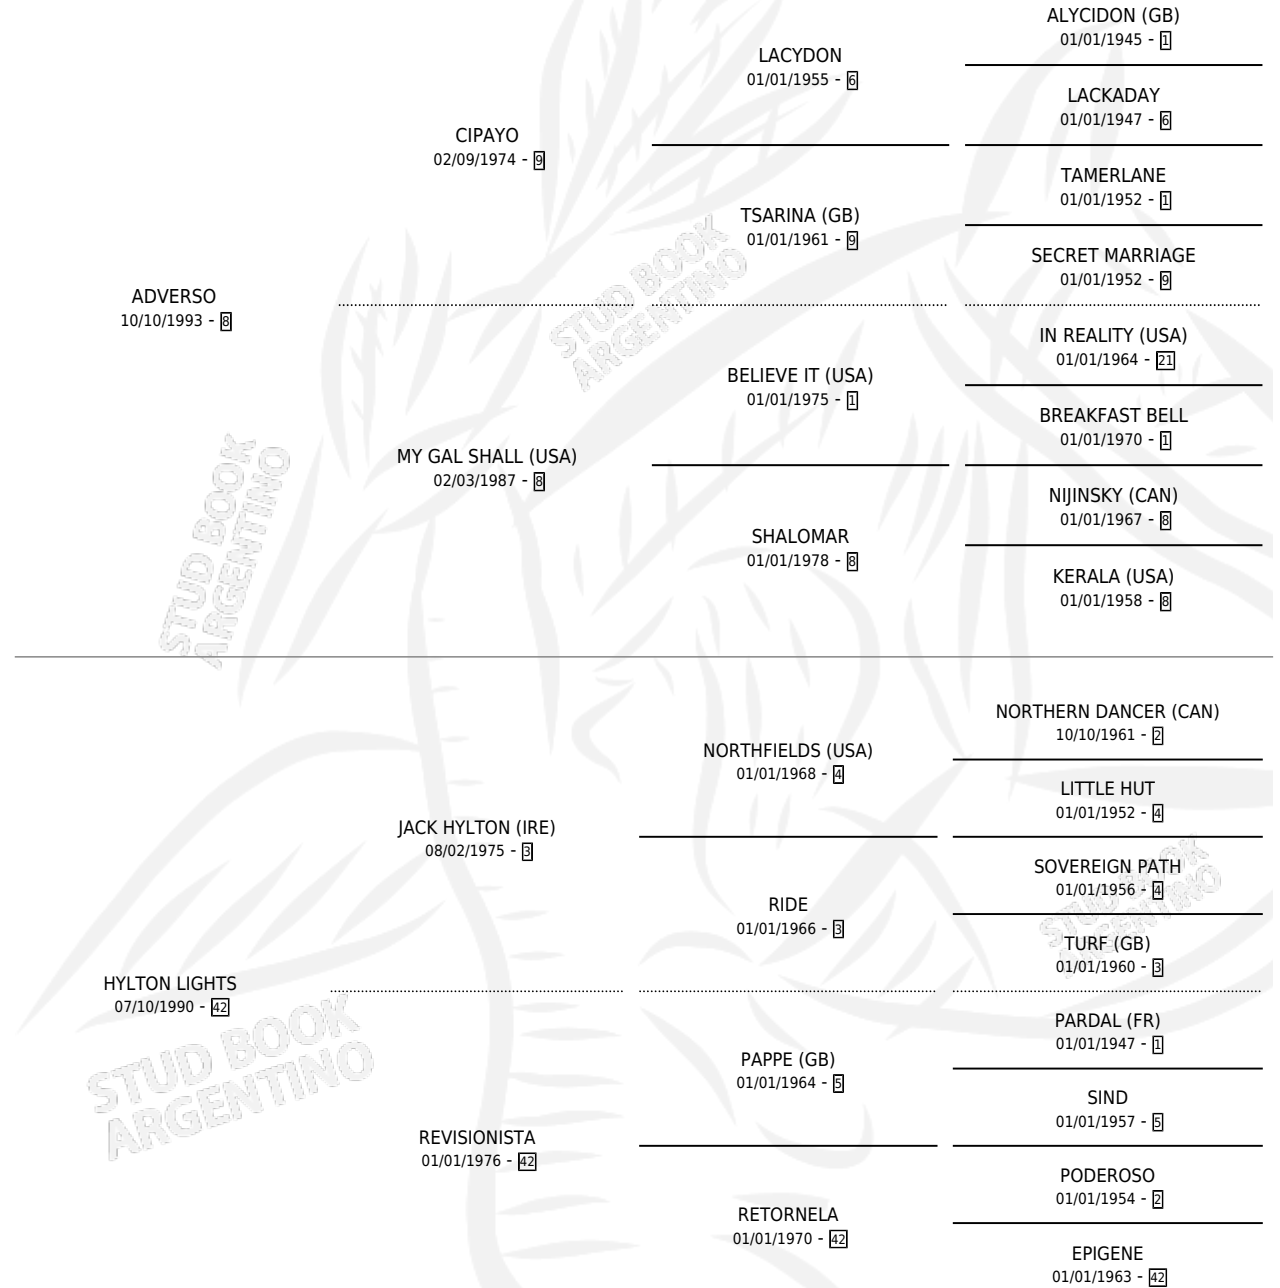 ALYCIDON (GB)
01/01/1945 - 1
LACYDON
01/01/1955 - 6
LACKADAY
01/01/1947 - 6
CIPAYO
02/09/1974 - 9
TAMERLANE
01/01/1952 - 1
TSARINA (GB)
01/01/1961 - 9
SECRET MARRIAGE
01/01/1952 - 9
ADVERSO
10/10/1993 - 8
STUD BOOK
ARGENTINO
IN REALITY (USA)
01/01/1964 - 21
BELIEVE IT (USA)
01/01/1975 - 1
BREAKFAST BELL
01/01/1970 - 1
MY GAL SHALL (USA)
02/03/1987 - 8
NIJINSKY (CAN)
01/01/1967 - 8
SHALOMAR
01/01/1978 - 8
KERALA (USA)
01/01/1958 - 8
STUD BOOK
ARGENTINO
NORTHERN DANCER (CAN)
10/10/1961 - 2
NORTHFIELDS (USA)
01/01/1968 - 4
LITTLE HUT
01/01/1952 - 4
JACK HYLTON (IRE)
08/02/1975 - 3
SOVEREIGN PATH
01/01/1956 - 4
RIDE
01/01/1966 - 3
TURF (GB)
01/01/1960 - 3
STUD BOOK
ARGENTINO
HYLTON LIGHTS
07/10/1990 - 42
PARDAL (FR)
01/01/1947 - 1
PAPPE (GB)
01/01/1964 - 5
SIND
01/01/1957 - 5
STUD BOOK
ARGENTINO
REVISIONISTA
01/01/1976 - 42
PODEROSO
01/01/1954 - 2
RETORNELA
01/01/1970 - 42
EPIGENE
01/01/1963 - 42